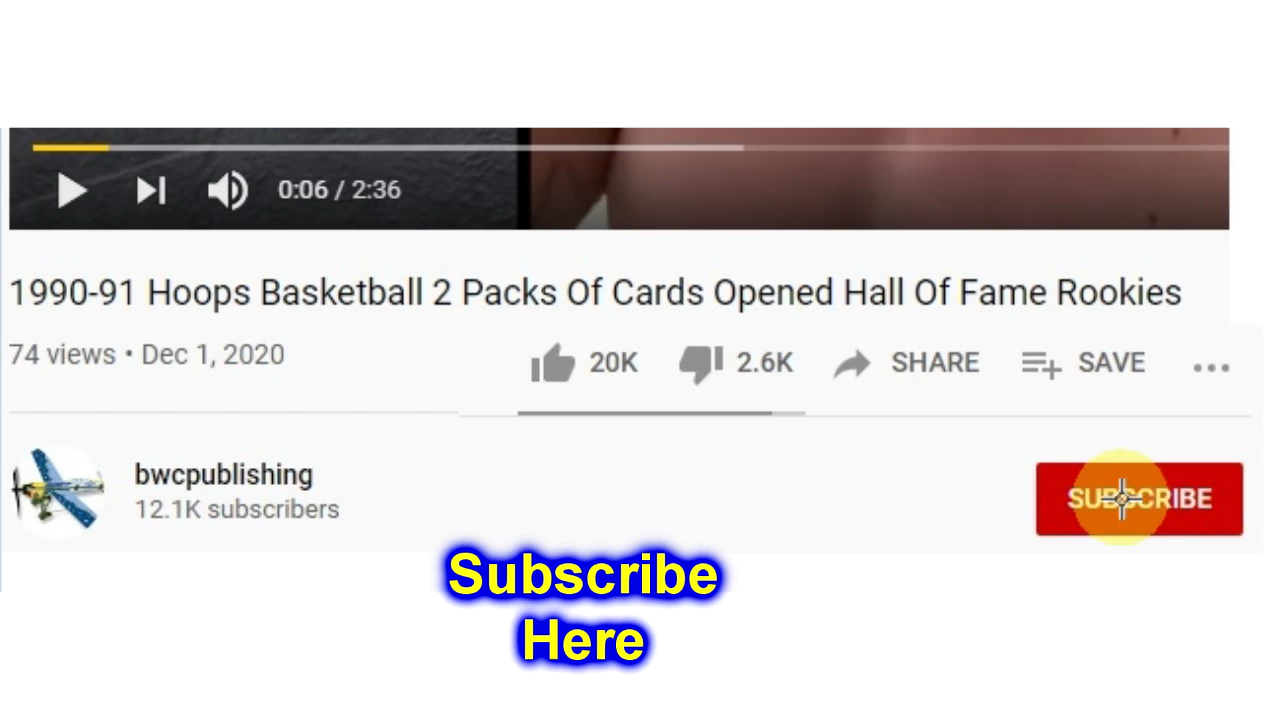 0:06 / 2:36
1990-91 Hoops Basketball 2 Packs Of Cards Opened Hall Of Fame Rookies
74 views • Dec 1, 2020
20K 2.6K SHARE SAVE
bwcpublishing
12.1K subscribers
SUBSCRIBE
Subscribe
Here